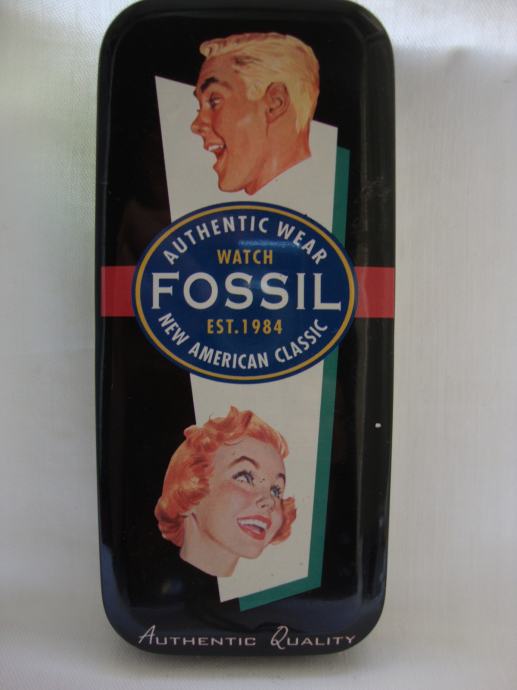 AUTHENTIC WEAR
WATCH
FOSSIL
EST. 1984
NEW AMERICAN CLASSIC
AUTHENTIC QUALITY